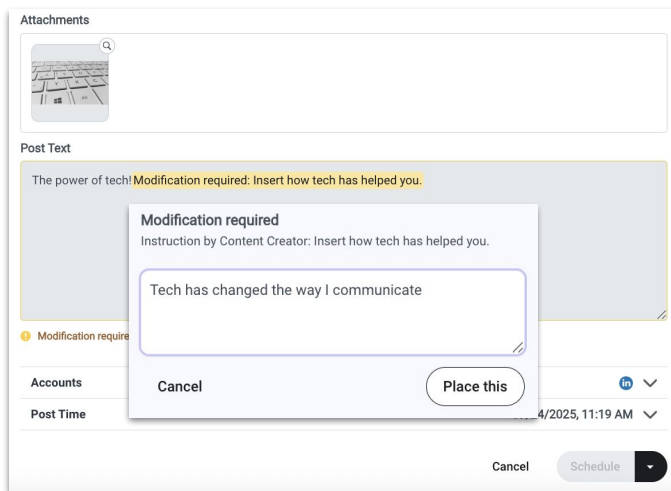 Attachments
Post Text
The power of tech! Modification required: Insert how tech has helped you.
Modification required
Instruction by Content Creator: Insert how tech has helped you.
Tech has changed the way I communicate
Modification require
Cancel
Place this
Accounts
in
Post Time
4/2025, 11:19 AM
Cancel
Schedule